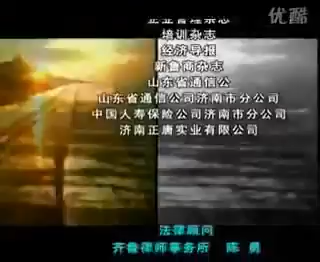 优酷
培训杂志
经济导报
新鲁商杂志
山东省通信公
山东省通信公司济南市分公司
中国人寿保险公司济南市分公司
济南正唐实业有限公司
法律顾问
齐鲁律师事务所 陈勇